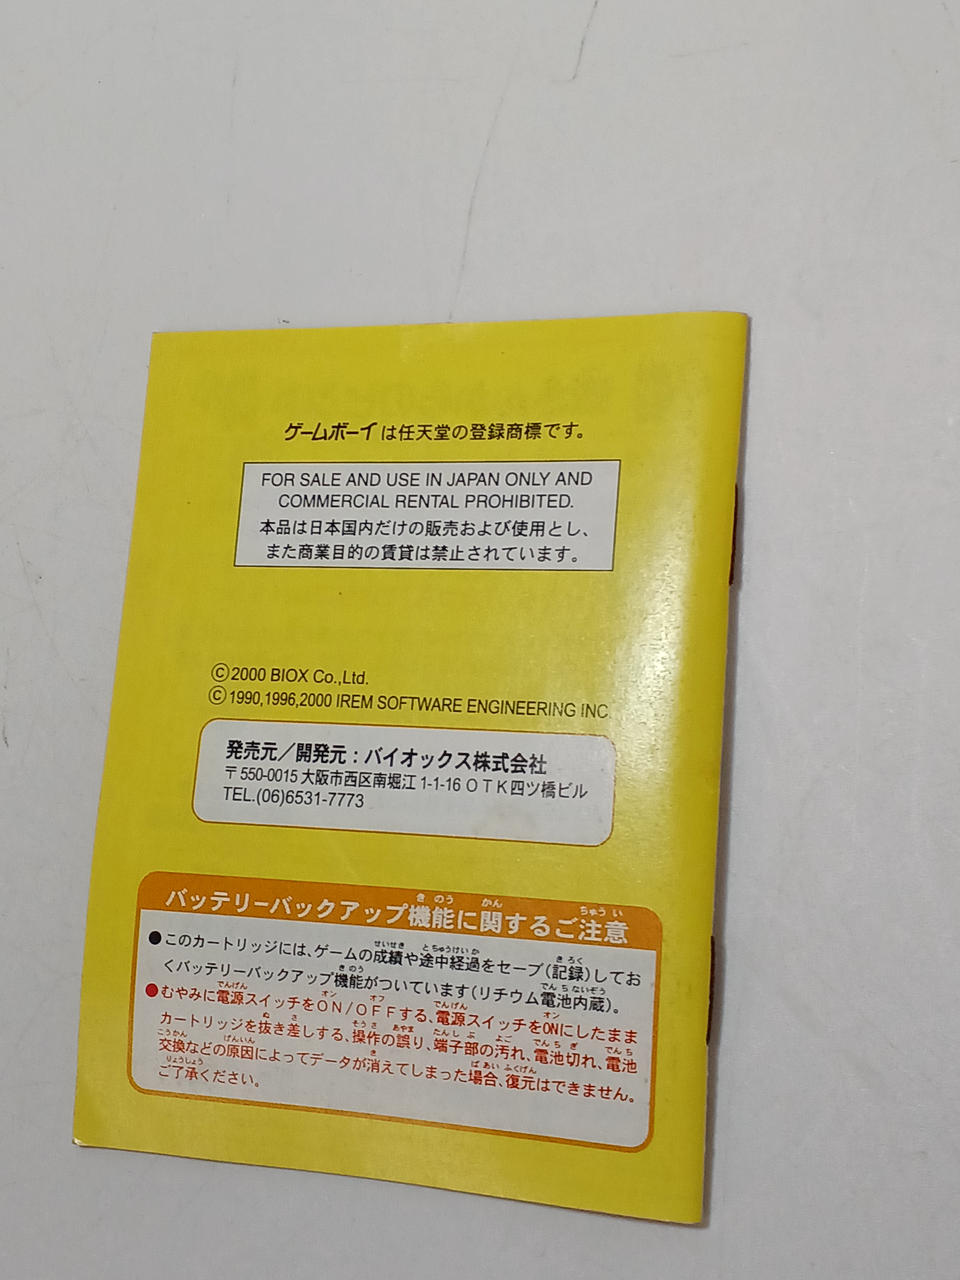 ゲームボーイは任天堂の登録商標です。
FOR SALE AND USE IN JAPAN ONLY AND
COMMERCIAL RENTAL PROHIBITED.
本品は日本国内だけの販売および使用とし、
また商業目的の賃貸は禁止されています。
©2000 BIOX Co.,Ltd.
©1990,1996,2000 IREM SOFTWARE ENGINEERING INC.
発売元／開発元：バイオックス株式会社
〒550-0015 大阪市西区南堀江 1-1-16 ＯＴＫ四ツ橋ビル
TEL.(06)6531-7773
バッテリーバックアップ機能に関するご注意
●このカートリッジには、ゲームの成績や途中経過をセーブ(記録)してお
くバッテリーバックアップ機能がついています(リチウム電池内蔵)。
●むやみに電源スイッチをＯＮ/ＯＦＦする、電源スイッチをONにしたまま
カートリッジを抜き差しする、操作の誤り、端子部の汚れ、電池切れ、電池
交換などの原因によってデータが消えてしまった場合、復元はできません。
ご了承ください。